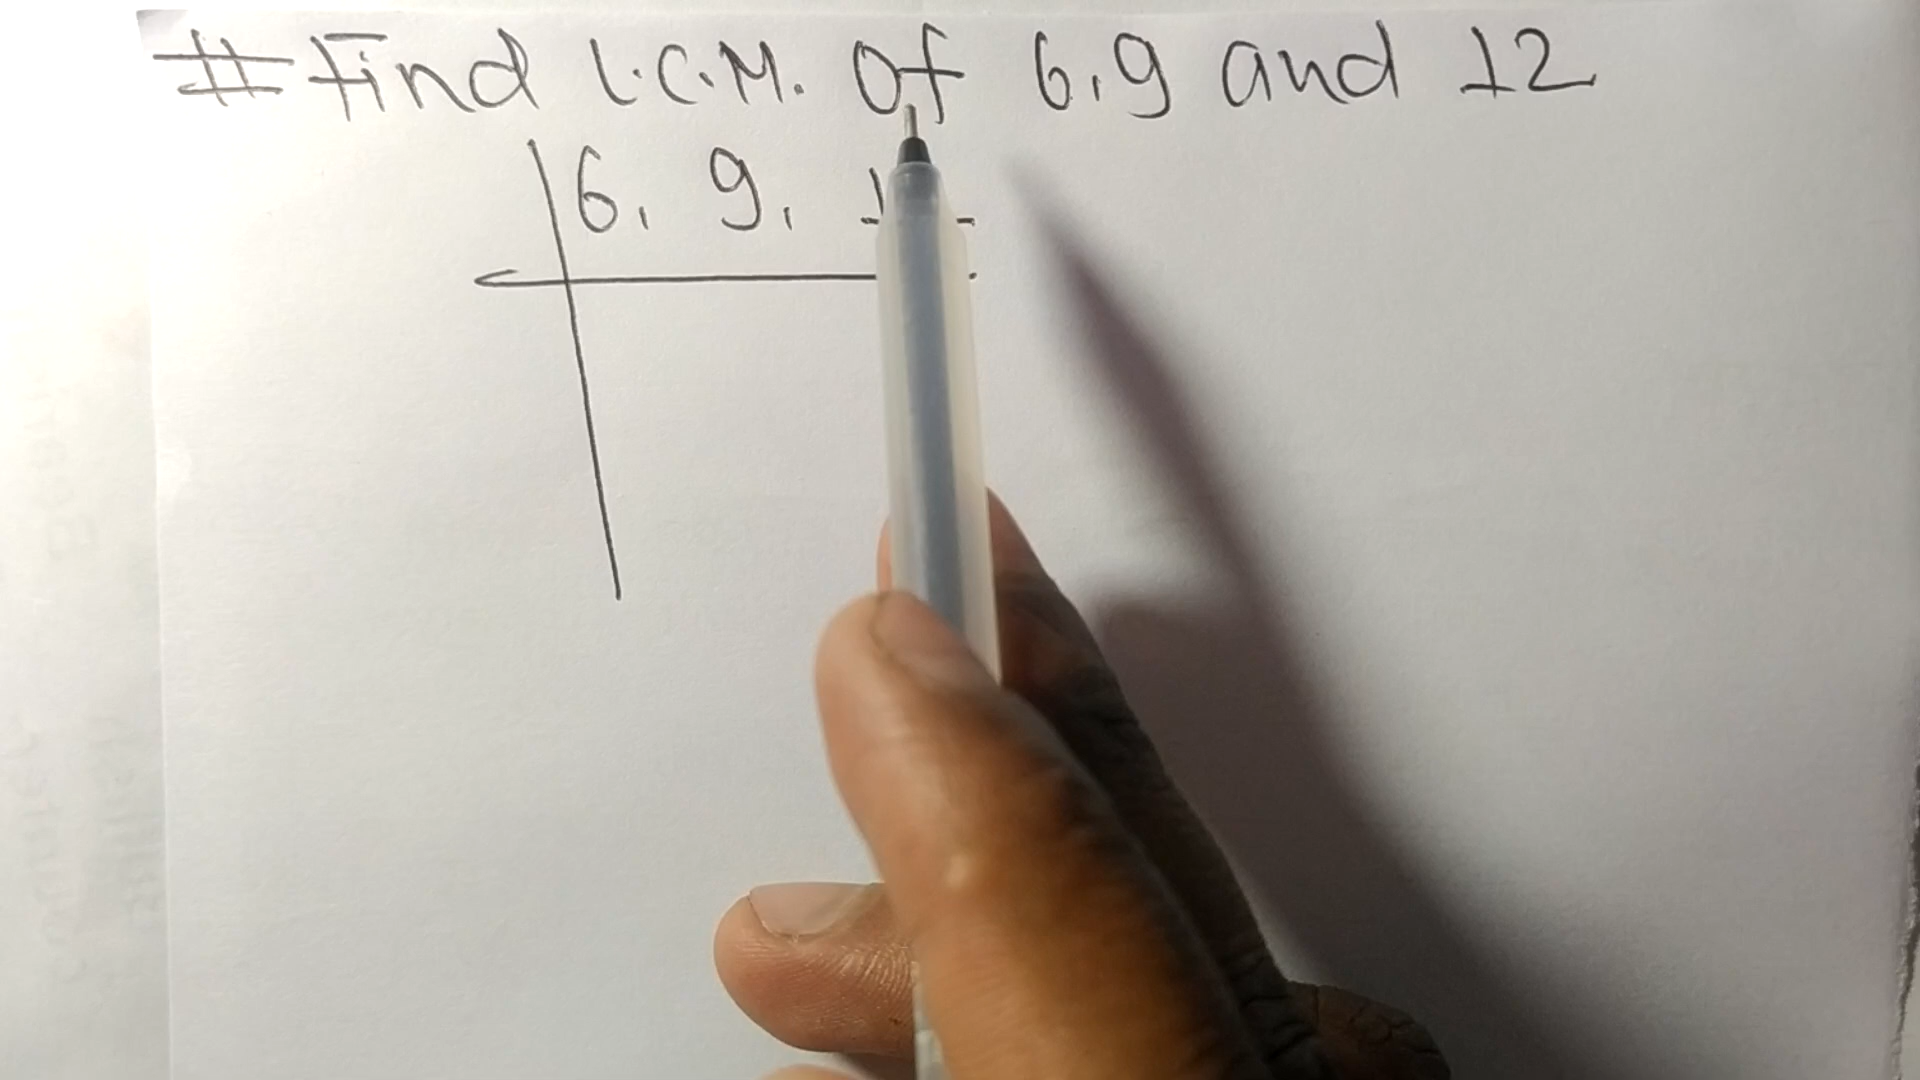 # Find L.C.M. of 6,9 and 12
6, 9,